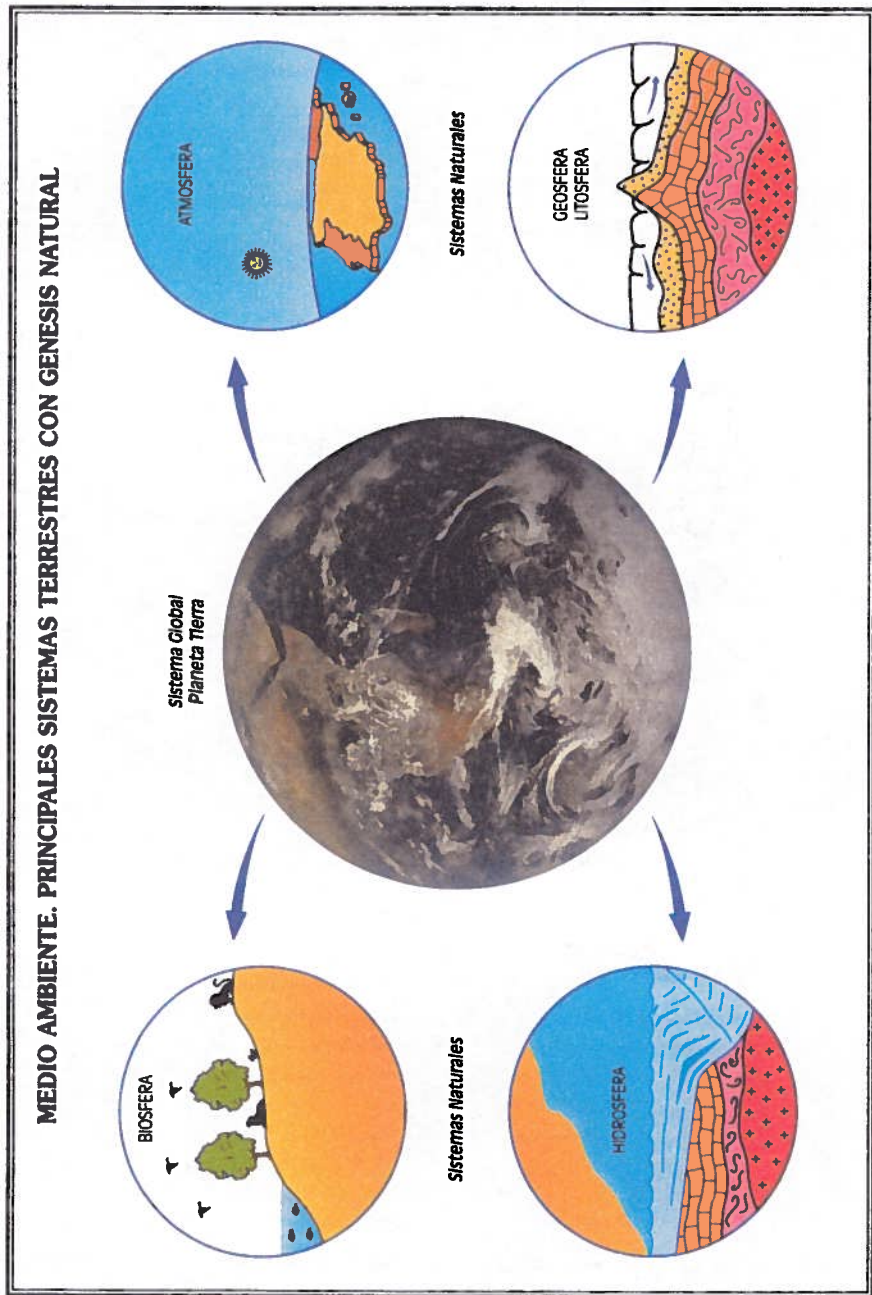 MEDIO AMBIENTE. PRINCIPALES SISTEMAS TERRESTRES CON GENESIS NATURAL
BIOSFERA
ATMOSFERA
Sistema Global
Planeta Tierra
Sistemas Naturales
Sistemas Naturales
HIDROSFERA
GEOSFERA
LITOSFERA